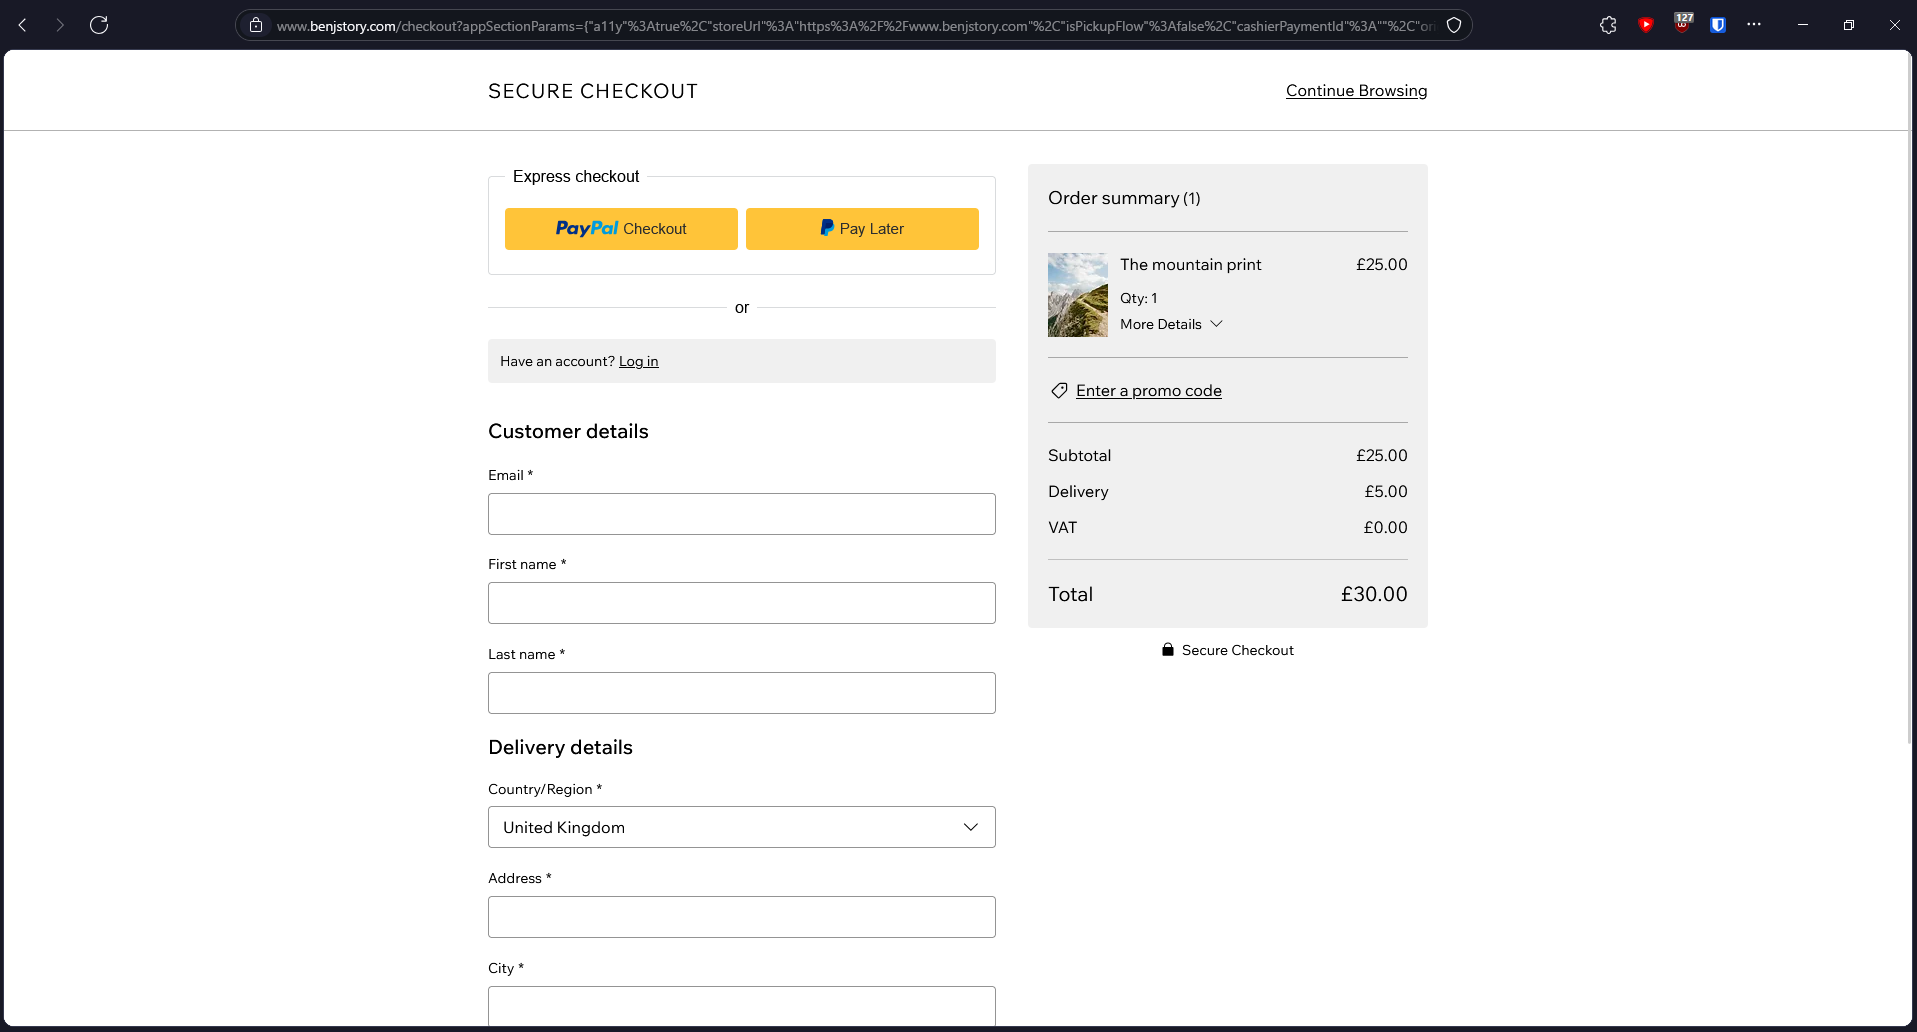 www.benjstory.com/checkout?appSectionParams={"a11y"%3Atrue%2C"storeUrl"%3A"https%3A%2F%2Fwww.benjstory.com"%2C"isPickupFlow"%3Afalse%2C"cashierPaymentId"%3A""%2C"ori
127
SECURE CHECKOUT
Continue Browsing
Express checkout
PayPal Checkout
Pay Later
or
Have an account? Log in
Customer details
Email *
First name *
Last name *
Delivery details
Country/Region *
United Kingdom
Address *
City *
Order summary (1)
The mountain print £25.00
Qty: 1
More Details
Enter a promo code
Subtotal £25.00
Delivery £5.00
VAT £0.00
Total £30.00
Secure Checkout